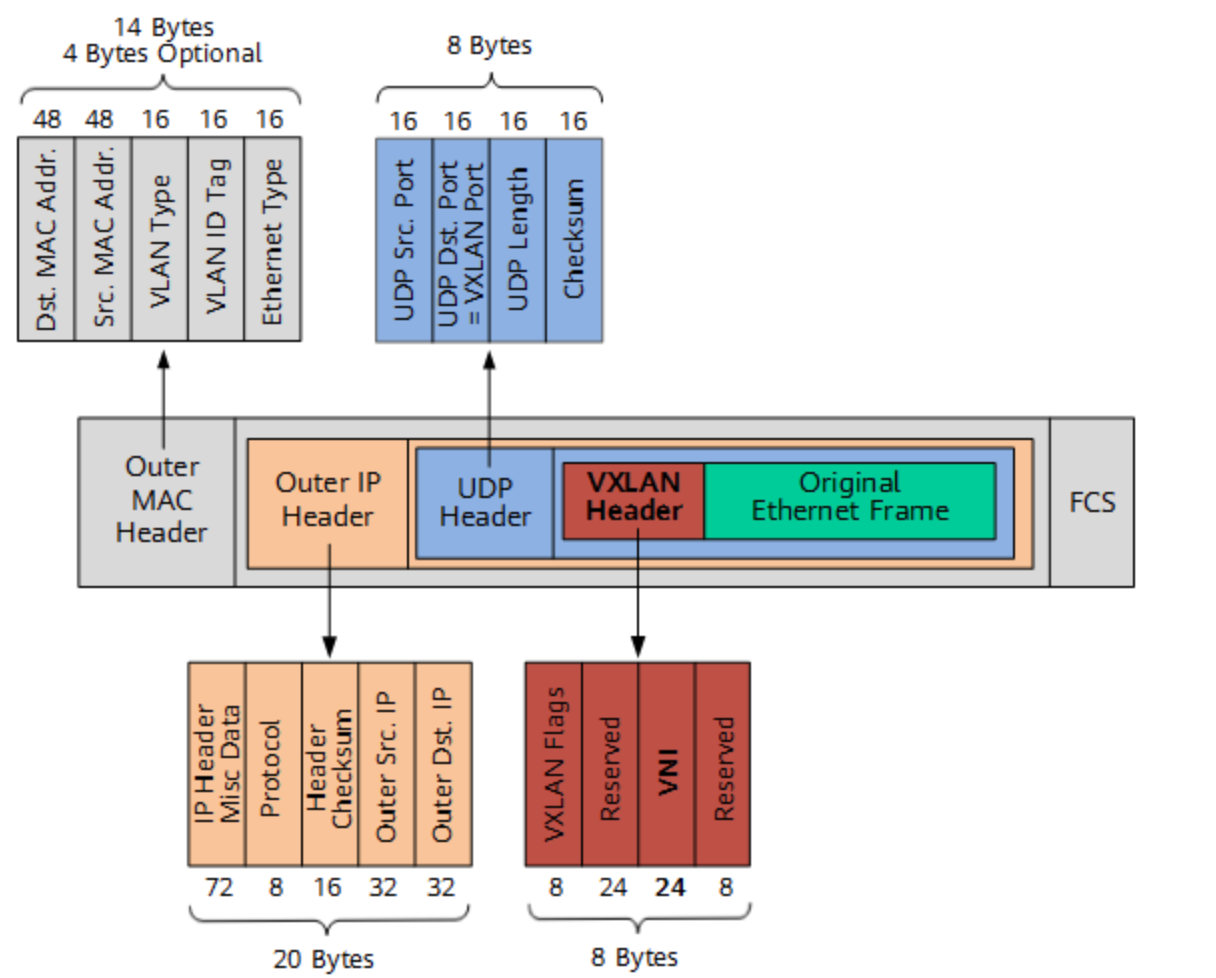 14 Bytes
4 Bytes Optional
48 48 16 16 16
Dst. MAC Addr.
Src. MAC Addr.
VLAN Type
VLAN ID Tag
Ethernet Type
8 Bytes
16 16 16 16
UDP Src. Port
UDP Dst. Port
= VXLAN Port
UDP Length
Checksum
Outer
MAC
Header
Outer IP
Header
UDP
Header
VXLAN
Header
Original
Ethernet Frame
FCS
IP Header
Misc Data
Protocol
Header
Checksum
Outer Src. IP
Outer Dst. IP
72 8 16 32 32
20 Bytes
VXLAN Flags
Reserved
VNI
Reserved
8 24 24 8
8 Bytes